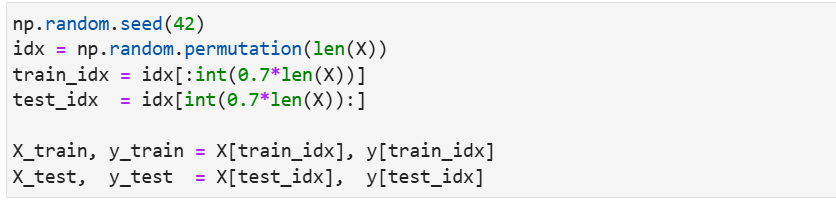 np.random.seed(42)
idx = np.random.permutation(len(X))
train_idx = idx[:int(0.7*len(X))]
test_idx  = idx[int(0.7*len(X)):]

X_train, y_train = X[train_idx], y[train_idx]
X_test,  y_test  = X[test_idx],  y[test_idx]